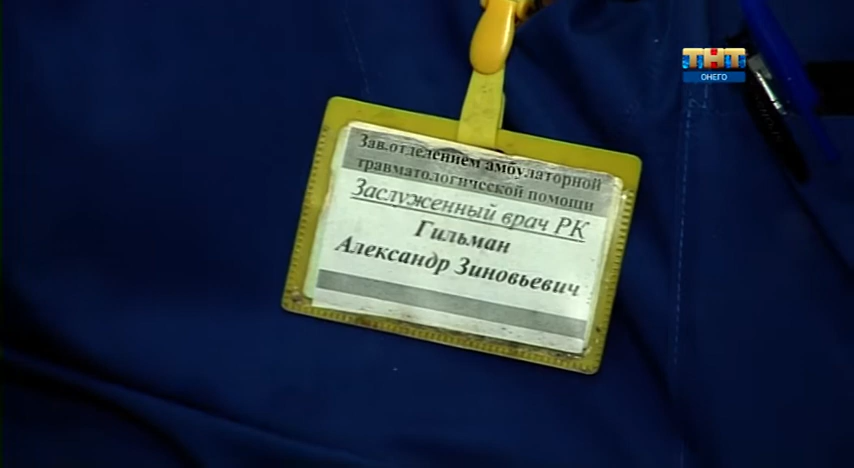 ТНТ
ОНЕГО
Зав.отделением амбулаторной
травматологической помощи
Заслуженный врач РК
Гильман
Александр Зиновьевич